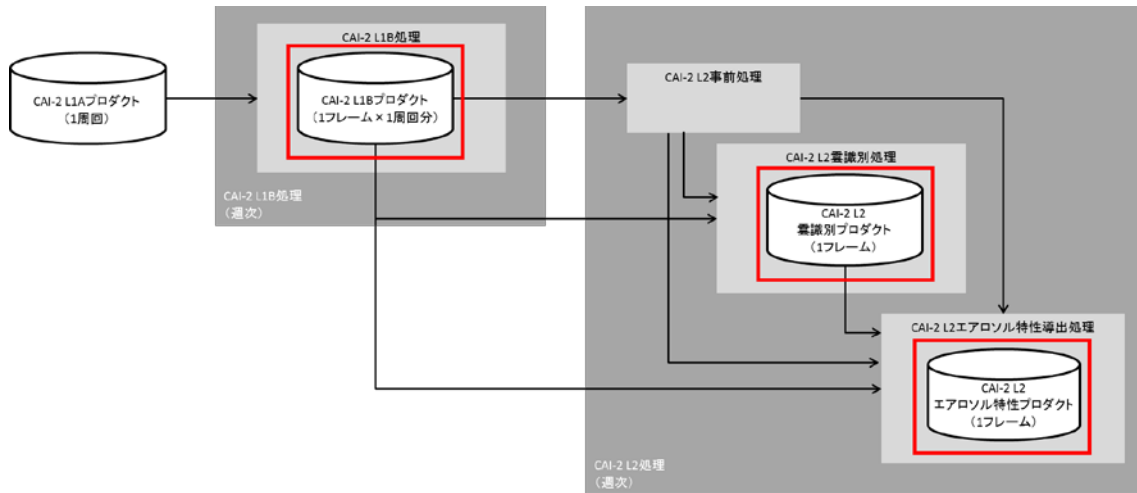 CAI-2 L1B処理
CAI-2 L1Aプロダクト
（1周回）
CAI-2 L1Bプロダクト
（1フレーム×1周回分）
CAI-2 L1B処理
（週次）
CAI-2 L2事前処理
CAI-2 L2雲識別処理
CAI-2 L2
雲識別プロダクト
（1フレーム）
CAI-2 L2エアロソル特性導出処理
CAI-2 L2
エアロソル特性プロダクト
（1フレーム）
CAI-2 L2処理
（週次）